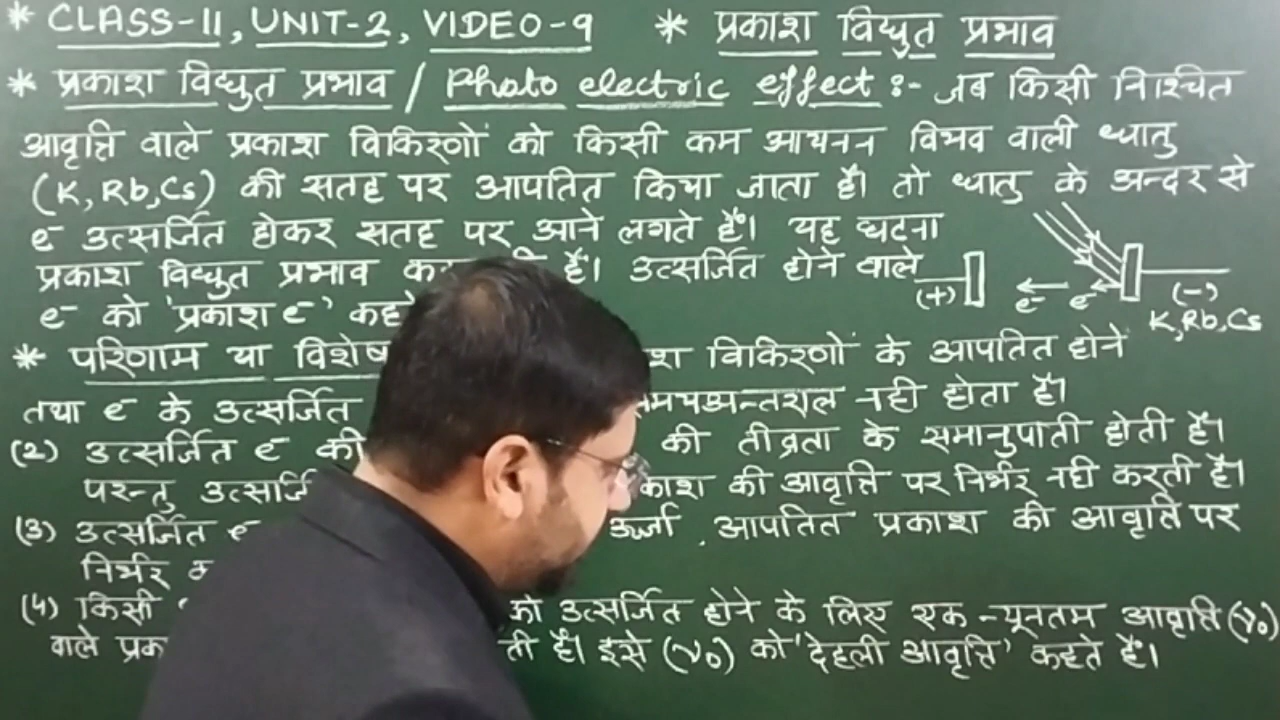 * CLASS-11, UNIT-2, VIDEO-9 * प्रकाश विद्युत प्रभाव
* प्रकाश विद्युत प्रभाव / Photo electric effect :- जब किसी निश्चित
आवृत्ति वाले प्रकाश विकिरणों को किसी कम आयनन विभव वाली धातु
(K, Rb, Cs) की सतह पर आपतित किया जाता है। तो धातु के अन्दर से
e⁻ उत्सर्जित होकर सतह पर आने लगते हैं। यह घटना
प्रकाश विद्युत प्रभाव है। उत्सर्जित होने वाले
e⁻ को 'प्रकाश e⁻'
(+) e⁻ e⁻ (-)
K, Rb, Cs
* परिणाम या विकिरणों के आपतित होने
तथा e⁻ के उत्सर्जित नही होता है।
(2) उत्सर्जित e⁻ की की तीव्रता के समानुपाती होती है।
परन्तु की आवृत्ति पर निर्भर नही करती है।
(3) उत्सर्जित ऊर्जा, आपतित प्रकाश की आवृत्ति पर
निर्भर
(4) किसी को उत्सर्जित होने के लिए एक न्यूनतम आवृत्ति (ν₀)
वाले है। इसे (ν₀) को 'देहली आवृत्ति' कहते हैं।